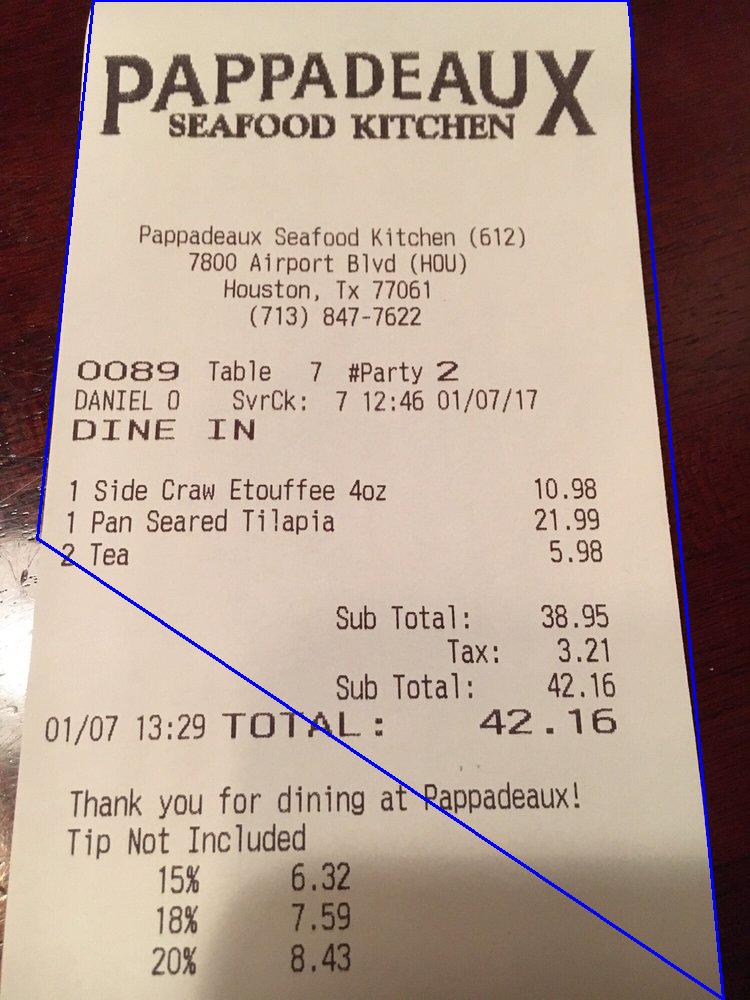 PAPPADEAUX
SEAFOOD KITCHEN
Pappadeaux Seafood Kitchen (612)
7800 Airport Blvd (HOU)
Houston, Tx 77061
(713) 847-7622
0089 Table 7 #Party 2
DANIEL O SvrCk: 7 12:46 01/07/17
DINE IN
1 Side Craw Etouffee 4oz 10.98
1 Pan Seared Tilapia 21.99
2 Tea 5.98
Sub Total: 38.95
Tax: 3.21
Sub Total: 42.16
01/07 13:29 TOTAL: 42.16
Thank you for dining at Pappadeaux!
Tip Not Included
15% 6.32
18% 7.59
20% 8.43